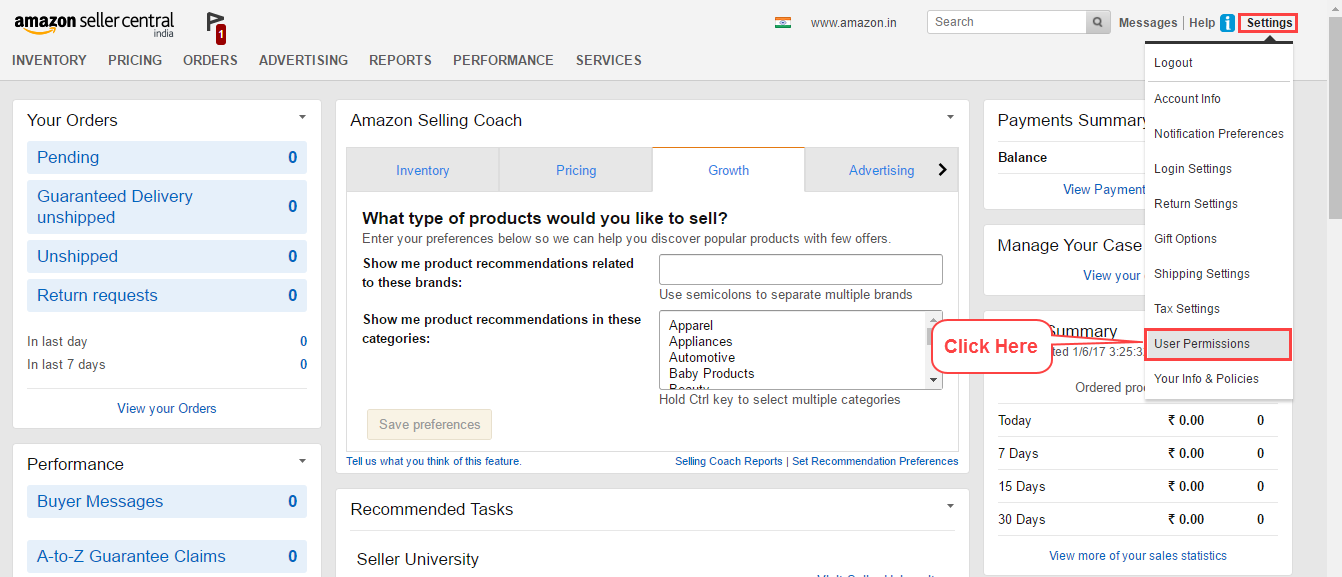 amazon seller central
india
1
www.amazon.in
Search
Messages | Help
i
Settings
INVENTORY PRICING ORDERS ADVERTISING REPORTS PERFORMANCE SERVICES
Logout
Account Info
Notification Preferences
Login Settings
Return Settings
Gift Options
Shipping Settings
Tax Settings
User Permissions
Your Info & Policies
Click Here
Your Orders
Pending 0
Guaranteed Delivery
unshipped 0
Unshipped 0
Return requests 0
In last day 0
In last 7 days 0
View your Orders
Performance
Buyer Messages 0
A-to-Z Guarantee Claims 0
Amazon Selling Coach
Inventory Pricing Growth Advertising
What type of products would you like to sell?
Enter your preferences below so we can help you discover popular products with few offers.
Show me product recommendations related
to these brands:
Use semicolons to separate multiple brands
Show me product recommendations in these
categories:
Apparel
Appliances
Automotive
Baby Products
Beauty
Hold Ctrl key to select multiple categories
Save preferences
Tell us what you think of this feature.
Selling Coach Reports | Set Recommendation Preferences
Recommended Tasks
Seller University
Payments Summary
Balance
View Payment
Manage Your Case
View your
Summary
ted 1/6/17 3:25:3
Ordered pro
Today ₹ 0.00 0
7 Days ₹ 0.00 0
15 Days ₹ 0.00 0
30 Days ₹ 0.00 0
View more of your sales statistics